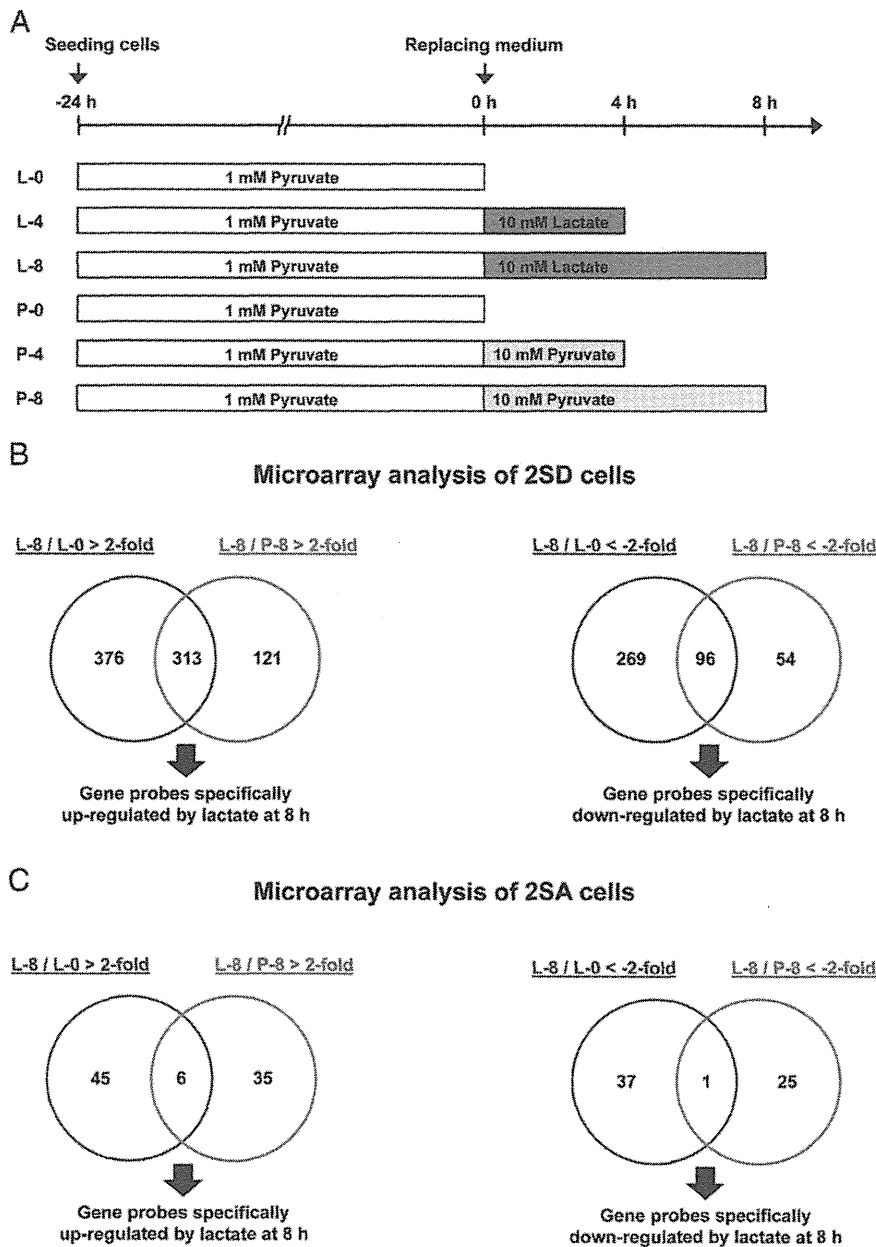 A
Seeding cells
Replacing medium
-24 h
0 h
4 h
8 h
L-0
1 mM Pyruvate
L-4
1 mM Pyruvate
10 mM Lactate
L-8
1 mM Pyruvate
10 mM Lactate
P-0
1 mM Pyruvate
P-4
1 mM Pyruvate
10 mM Pyruvate
P-8
1 mM Pyruvate
10 mM Pyruvate
B
Microarray analysis of 2SD cells
L-8 / L-0 > 2-fold
L-8 / P-8 > 2-fold
376
313
121
Gene probes specifically
up-regulated by lactate at 8 h
L-8 / L-0 < -2-fold
L-8 / P-8 < -2-fold
269
96
54
Gene probes specifically
down-regulated by lactate at 8 h
C
Microarray analysis of 2SA cells
L-8 / L-0 > 2-fold
L-8 / P-8 > 2-fold
45
6
35
Gene probes specifically
up-regulated by lactate at 8 h
L-8 / L-0 < -2-fold
L-8 / P-8 < -2-fold
37
1
25
Gene probes specifically
down-regulated by lactate at 8 h